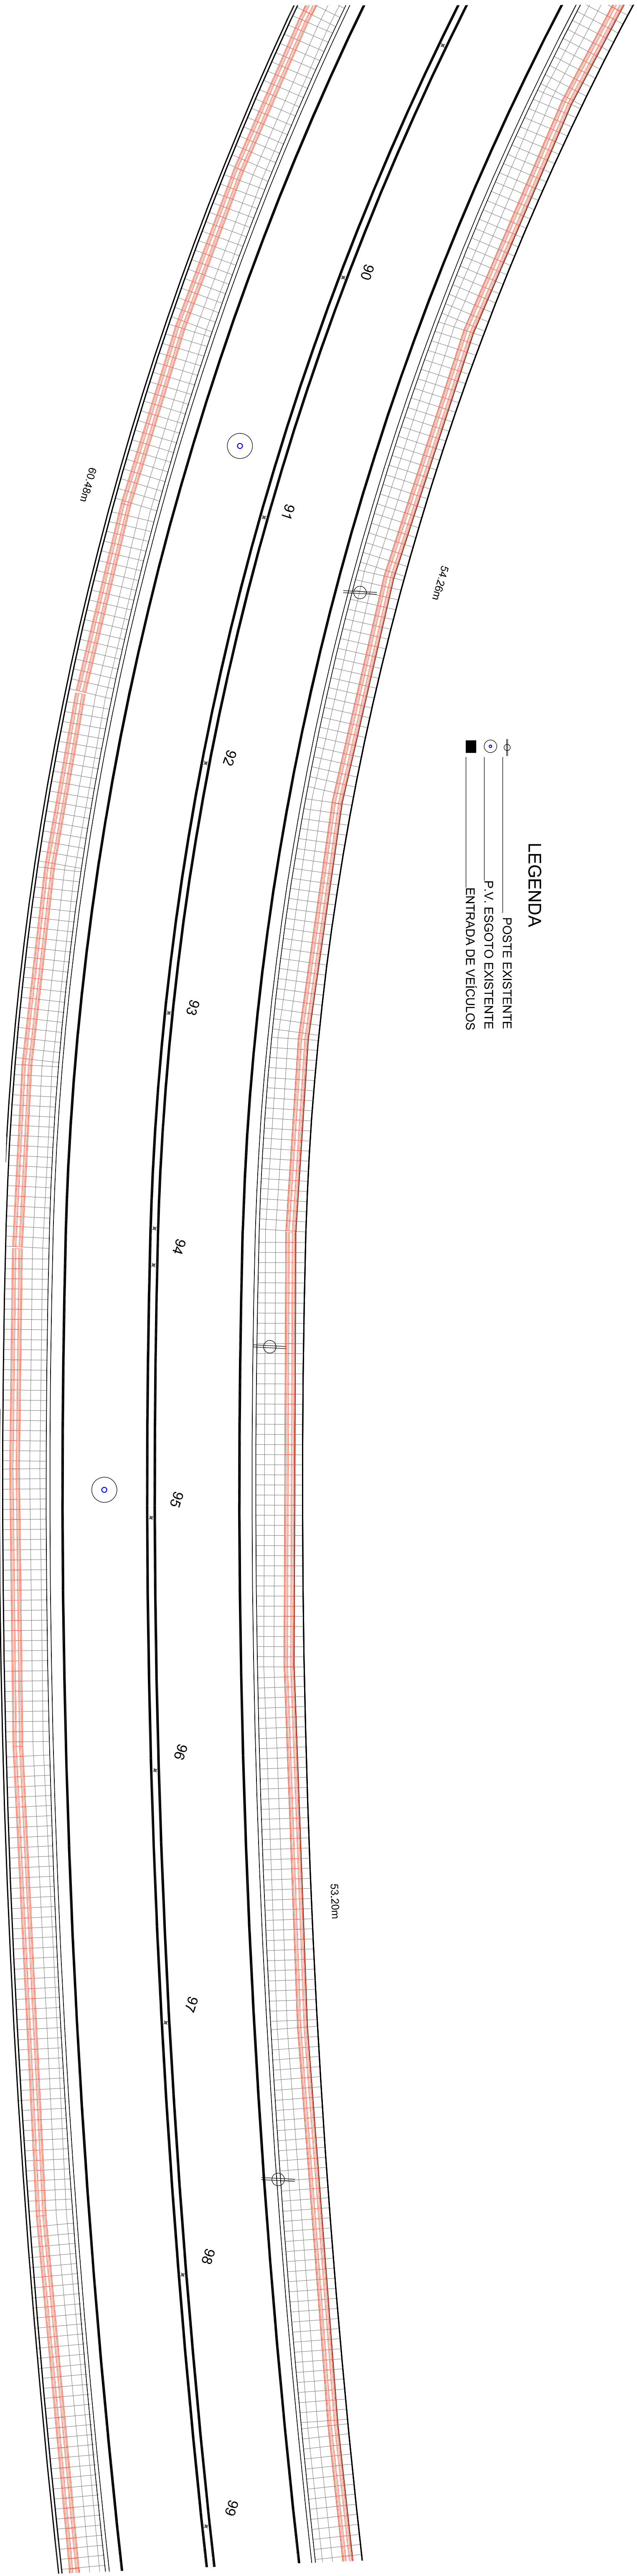 90
91
60.48m
54.26m
92
LEGENDA
POSTE EXISTENTE
P.V. ESGOTO EXISTENTE
ENTRADA DE VEÍCULOS
93
94
95
96
53.20m
97
98
99